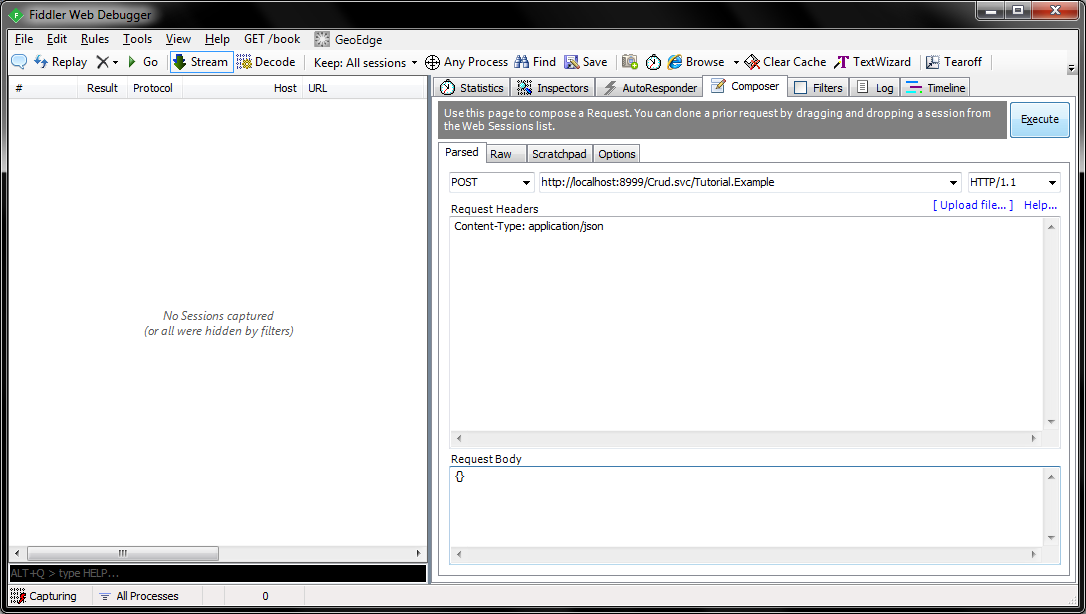 Fiddler Web Debugger
File Edit Rules Tools View Help GET /book GeoEdge
Replay Go Stream Decode Keep: All sessions Any Process Find Save Browse Clear Cache TextWizard Tearoff
# Result Protocol Host URL
No Sessions captured
(or all were hidden by filters)
ALT+Q > type HELP...
Statistics Inspectors AutoResponder Composer Filters Log Timeline
Use this page to compose a Request. You can clone a prior request by dragging and dropping a session from
the Web Sessions list.
Execute
Parsed Raw Scratchpad Options
POST http://localhost:8999/Crud.svc/Tutorial.Example HTTP/1.1
Request Headers [ Upload file... ] Help...
Content-Type: application/json
Request Body
{}
Capturing All Processes 0